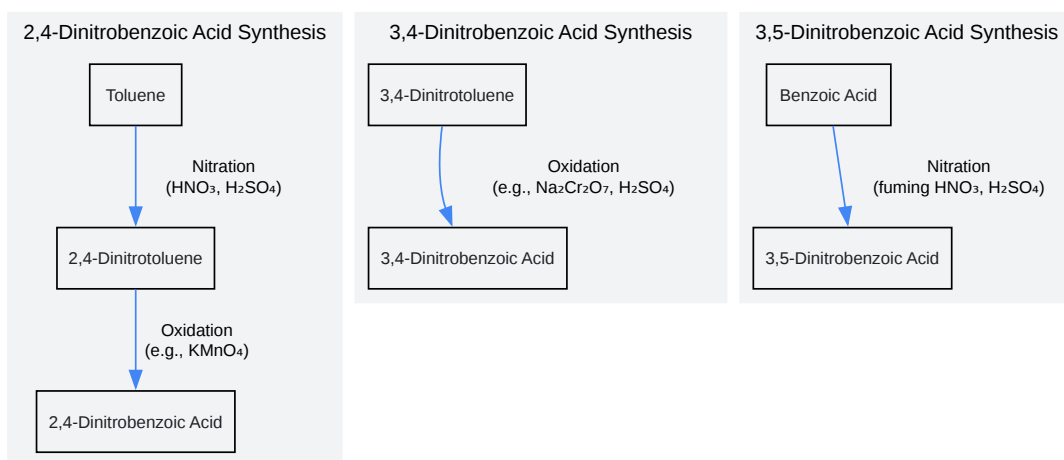 2,4-Dinitrobenzoic Acid Synthesis
Toluene
Nitration
(HNO₃, H₂SO₄)
2,4-Dinitrotoluene
Oxidation
(e.g., KMnO₄)
2,4-Dinitrobenzoic Acid
3,4-Dinitrobenzoic Acid Synthesis
3,4-Dinitrotoluene
Oxidation
(e.g., Na₂Cr₂O₇, H₂SO₄)
3,4-Dinitrobenzoic Acid
3,5-Dinitrobenzoic Acid Synthesis
Benzoic Acid
Nitration
(fuming HNO₃, H₂SO₄)
3,5-Dinitrobenzoic Acid